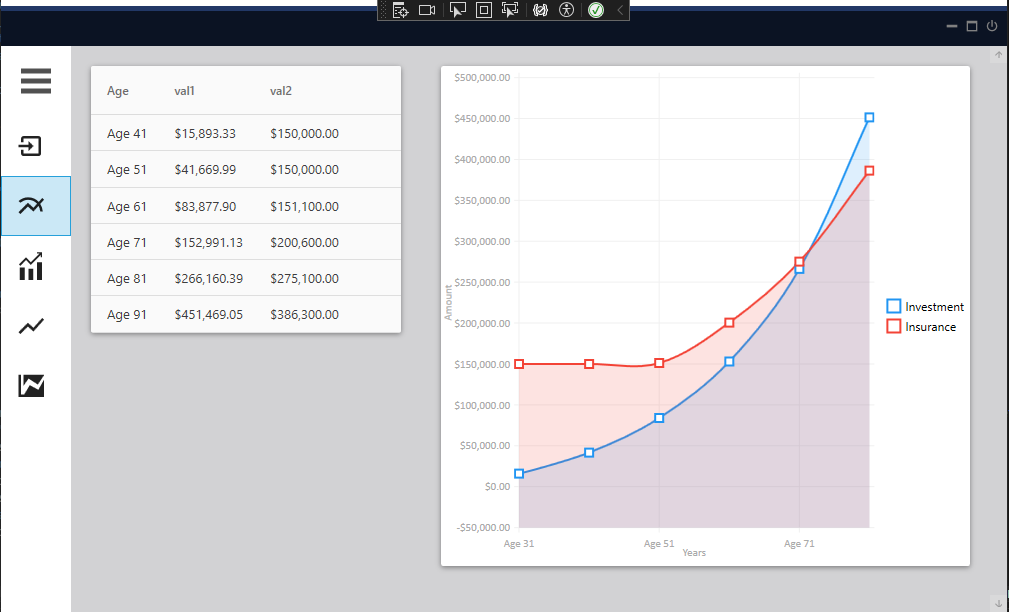 Age val1 val2
Age 41 $15,893.33 $150,000.00
Age 51 $41,669.99 $150,000.00
Age 61 $83,877.90 $151,100.00
Age 71 $152,991.13 $200,600.00
Age 81 $266,160.39 $275,100.00
Age 91 $451,469.05 $386,300.00
$500,000.00
$450,000.00
$400,000.00
$350,000.00
$300,000.00
$250,000.00
$200,000.00
$150,000.00
$100,000.00
$50,000.00
$0.00
-$50,000.00
Amount
Age 31 Age 51 Age 71
Years
Investment
Insurance